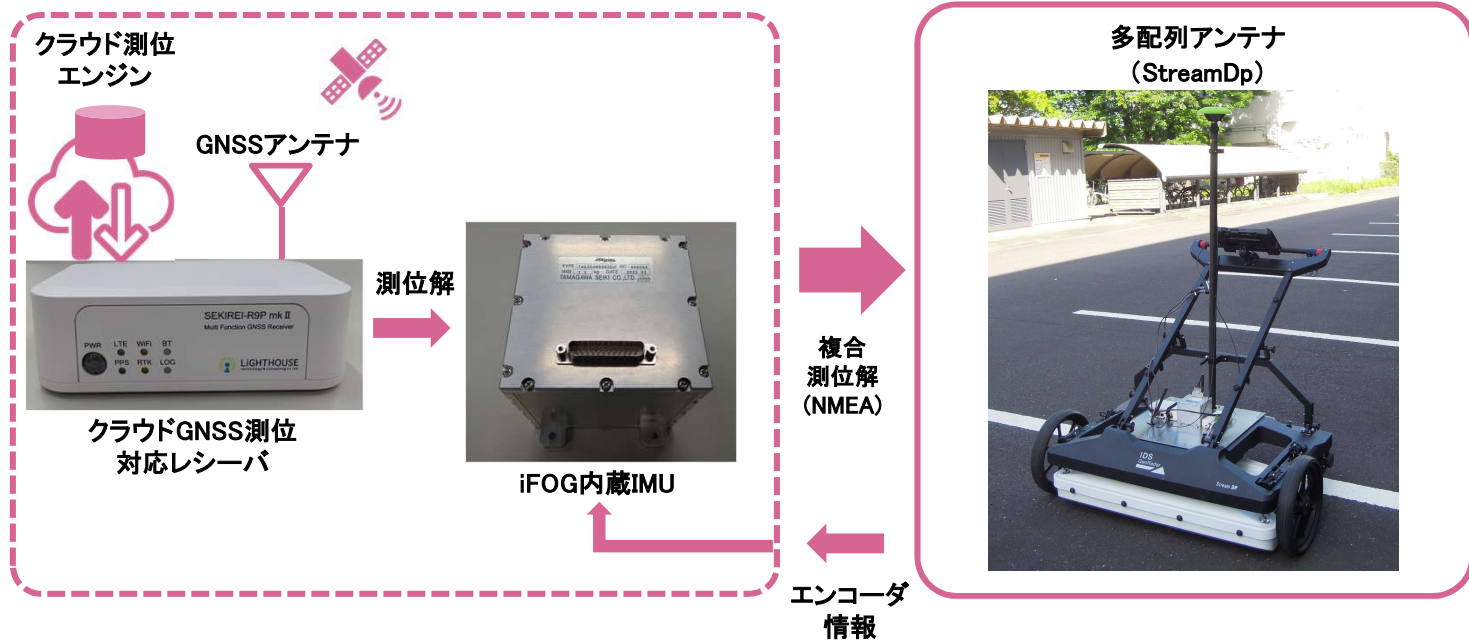 クラウド測位
エンジン
GNSSアンテナ
SEKIREI-R9P mkⅡ
Multi Function GNSS Receiver
PWR LTE WiFi BT
PPS RTK LOG
LiGHTHOUSE
クラウドGNSS測位
対応レシーバ
測位解
TAMAGAWA SEIKI CO.,LTD.
iFOG内蔵IMU
複合
測位解
(NMEA)
エンコーダ
情報
多配列アンテナ
(StreamDp)
IDS
GeoRadar
Stream DP